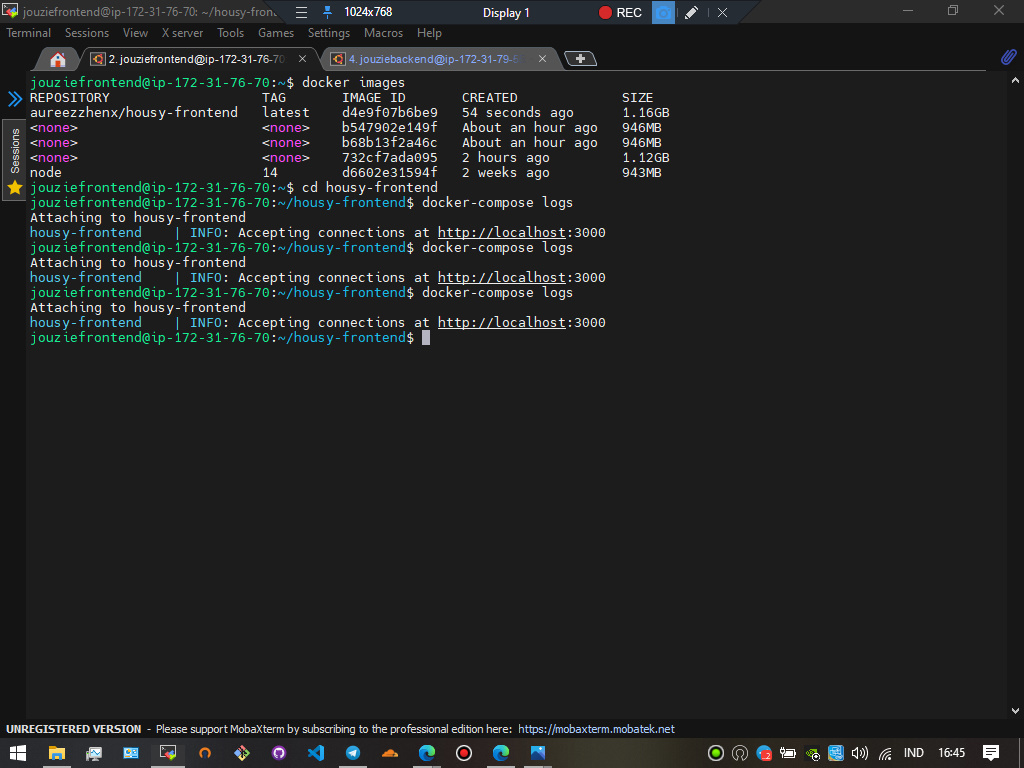 jouziefrontend@ip-172-31-76-70: ~/housy-front
1024x768
Display 1
REC
Terminal Sessions View X server Tools Games Settings Macros Help
2. jouziefrontend@ip-172-31-76-70
4. jouziebackend@ip-172-31-79-8
Sessions
jouziefrontend@ip-172-31-76-70:~$ docker images
REPOSITORY TAG IMAGE ID CREATED SIZE
aureezzhenx/housy-frontend latest d4e9f07b6be9 54 seconds ago 1.16GB
<none> <none> b547902e149f About an hour ago 946MB
<none> <none> b68b13f2a46c About an hour ago 946MB
<none> <none> 732cf7ada095 2 hours ago 1.12GB
node 14 d6602e31594f 2 weeks ago 943MB
jouziefrontend@ip-172-31-76-70:~$ cd housy-frontend
jouziefrontend@ip-172-31-76-70:~/housy-frontend$ docker-compose logs
Attaching to housy-frontend
housy-frontend | INFO: Accepting connections at http://localhost:3000
jouziefrontend@ip-172-31-76-70:~/housy-frontend$ docker-compose logs
Attaching to housy-frontend
housy-frontend | INFO: Accepting connections at http://localhost:3000
jouziefrontend@ip-172-31-76-70:~/housy-frontend$ docker-compose logs
Attaching to housy-frontend
housy-frontend | INFO: Accepting connections at http://localhost:3000
jouziefrontend@ip-172-31-76-70:~/housy-frontend$
UNREGISTERED VERSION - Please support MobaXterm by subscribing to the professional edition here: https://mobaxterm.mobatek.net
IND 16:45